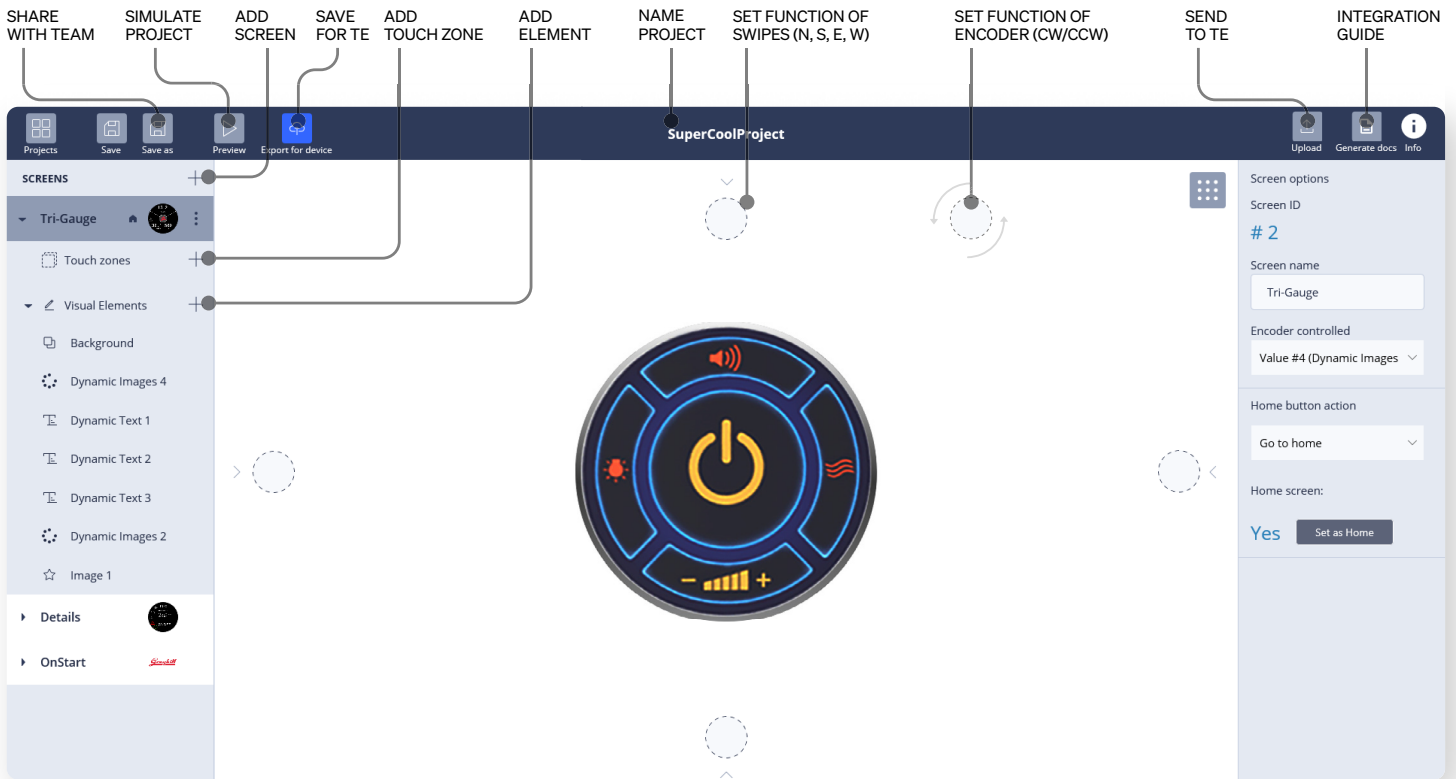 SHARE
WITH TEAM
SIMULATE
PROJECT
ADD
SCREEN
SAVE
FOR TE
ADD
TOUCH ZONE
ADD
ELEMENT
NAME
PROJECT
SET FUNCTION OF
SWIPES (N, S, E, W)
SET FUNCTION OF
ENCODER (CW/CCW)
SEND
TO TE
INTEGRATION
GUIDE
Projects
Save
Save as
Preview
Export for device
SuperCoolProject
Upload
Generate docs
Info
SCREENS
Tri-Gauge
Touch zones
Visual Elements
Background
Dynamic Images 4
Dynamic Text 1
Dynamic Text 2
Dynamic Text 3
Dynamic Images 2
Image 1
Details
OnStart
Grayhill
Screen options
Screen ID
# 2
Screen name
Tri-Gauge
Encoder controlled
Value #4 (Dynamic Images
Home button action
Go to home
Home screen:
Yes
Set as Home